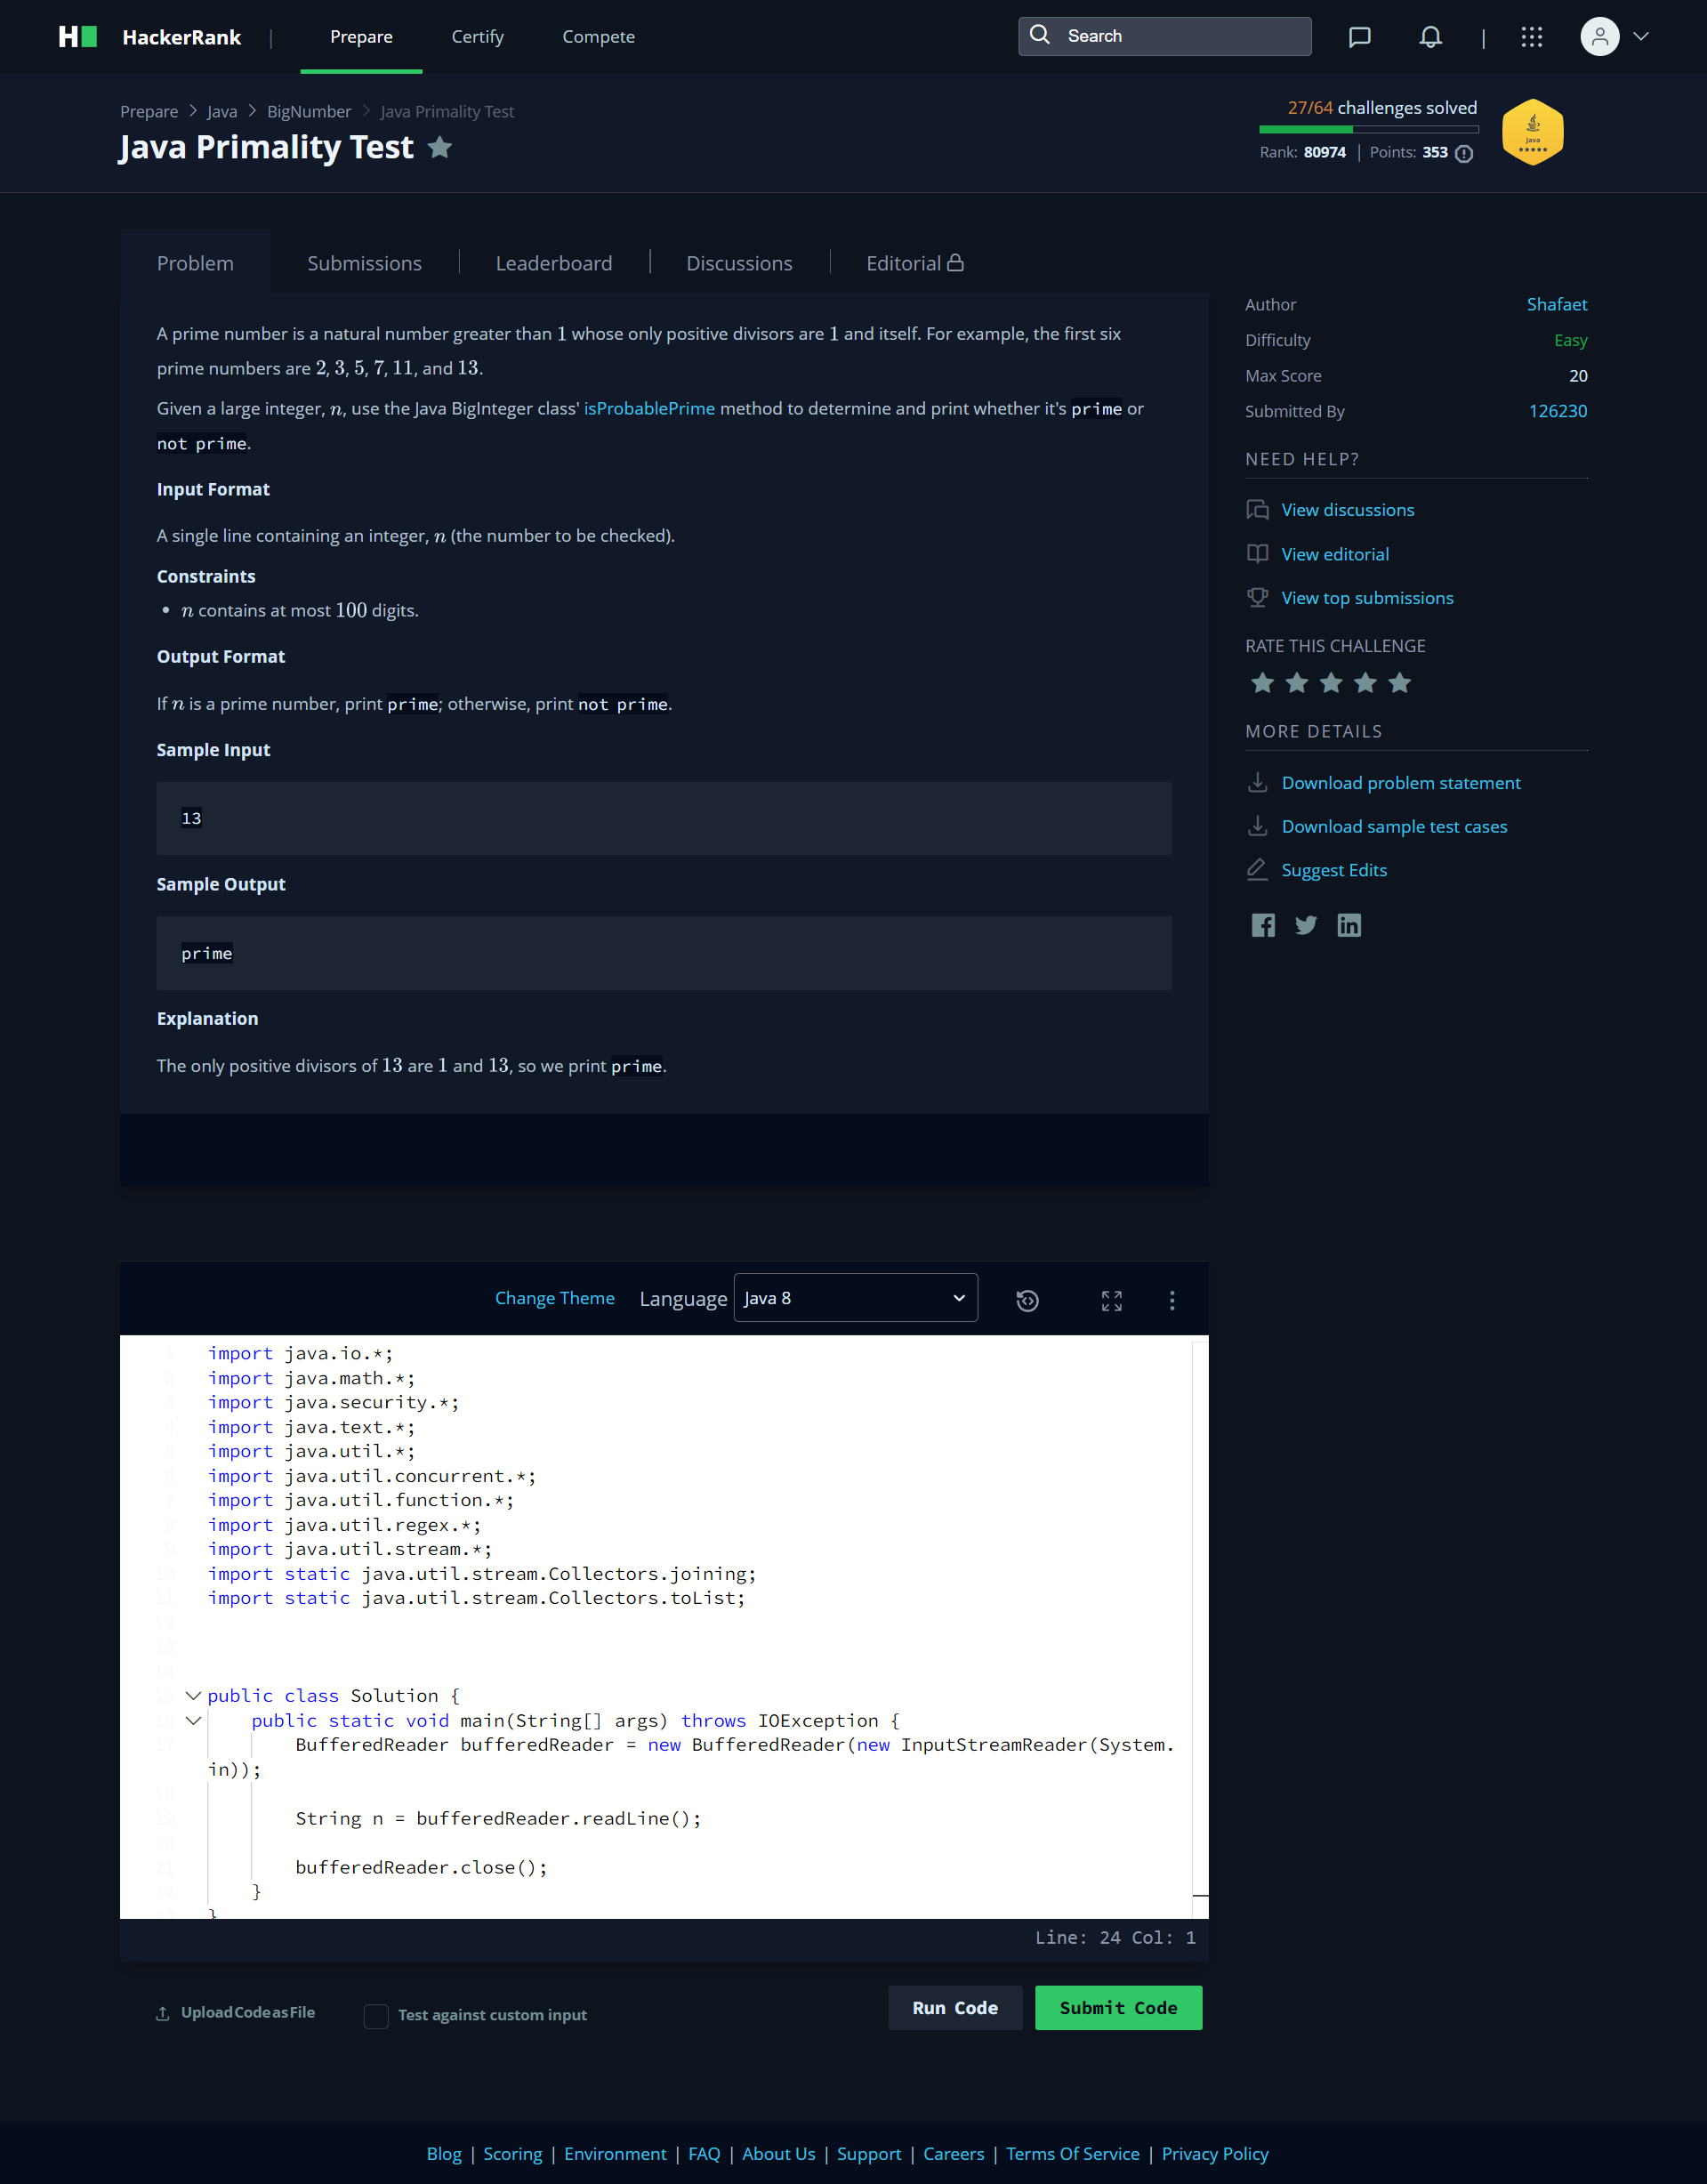 HackerRank | Prepare Certify Compete Search |
Prepare > Java > BigNumber > Java Primality Test
Java Primality Test
27/64 challenges solved
Rank: 80974 | Points: 353
Java
Problem Submissions Leaderboard Discussions Editorial
A prime number is a natural number greater than 1 whose only positive divisors are 1 and itself. For example, the first six
prime numbers are 2, 3, 5, 7, 11, and 13.
Given a large integer, n, use the Java BigInteger class' isProbablePrime method to determine and print whether it's prime or
not prime.
Input Format
A single line containing an integer, n (the number to be checked).
Constraints
• n contains at most 100 digits.
Output Format
If n is a prime number, print prime; otherwise, print not prime.
Sample Input
13
Sample Output
prime
Explanation
The only positive divisors of 13 are 1 and 13, so we print prime.
Author Shafaet
Difficulty Easy
Max Score 20
Submitted By 126230
NEED HELP?
View discussions
View editorial
View top submissions
RATE THIS CHALLENGE
MORE DETAILS
Download problem statement
Download sample test cases
Suggest Edits
Change Theme Language Java 8
1 import java.io.*;
2 import java.math.*;
3 import java.security.*;
4 import java.text.*;
5 import java.util.*;
6 import java.util.concurrent.*;
7 import java.util.function.*;
8 import java.util.regex.*;
9 import java.util.stream.*;
10 import static java.util.stream.Collectors.joining;
11 import static java.util.stream.Collectors.toList;
12
13
14
15 public class Solution {
16 public static void main(String[] args) throws IOException {
17 BufferedReader bufferedReader = new BufferedReader(new InputStreamReader(System.
in));
18
19 String n = bufferedReader.readLine();
20
21 bufferedReader.close();
22 }
23 }
Line: 24 Col: 1
Upload Code as File Test against custom input Run Code Submit Code
Blog | Scoring | Environment | FAQ | About Us | Support | Careers | Terms Of Service | Privacy Policy